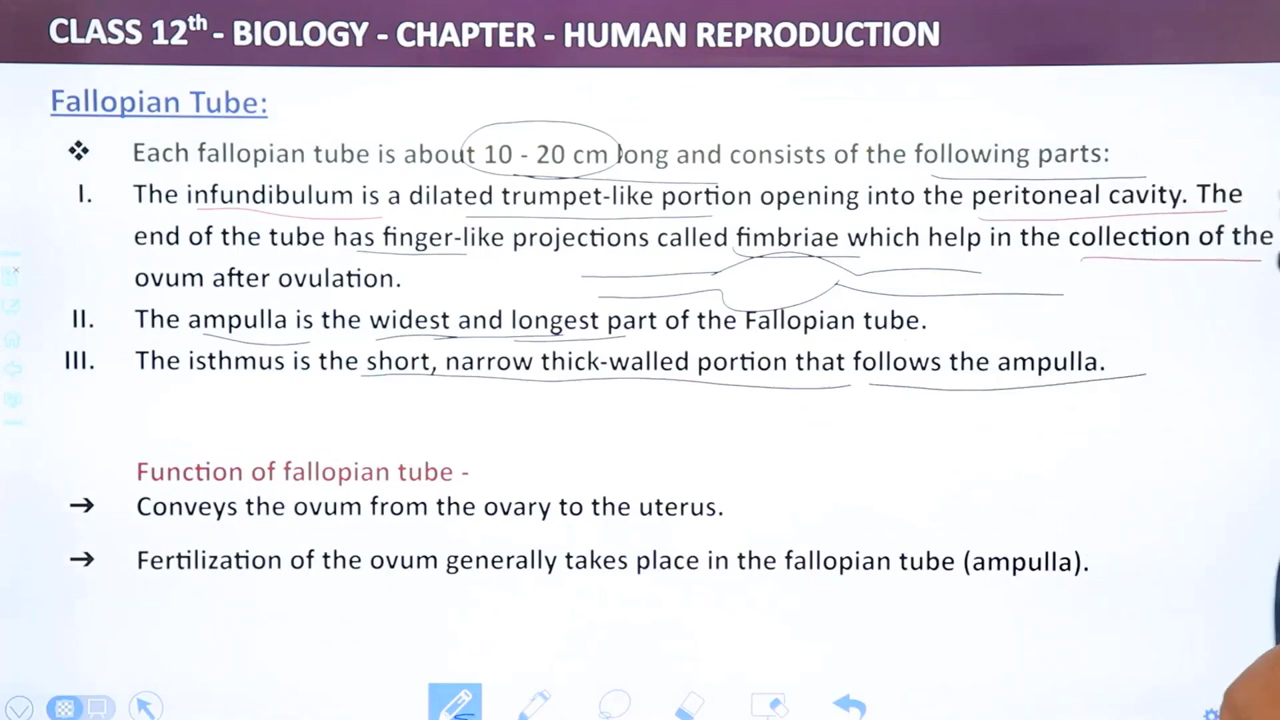 CLASS 12th - BIOLOGY - CHAPTER - HUMAN REPRODUCTION
Fallopian Tube:
❖ Each fallopian tube is about 10 - 20 cm long and consists of the following parts:
I. The infundibulum is a dilated trumpet-like portion opening into the peritoneal cavity. The
end of the tube has finger-like projections called fimbriae which help in the collection of the
ovum after ovulation.
II. The ampulla is the widest and longest part of the Fallopian tube.
III. The isthmus is the short, narrow thick-walled portion that follows the ampulla.
Function of fallopian tube -
→ Conveys the ovum from the ovary to the uterus.
→ Fertilization of the ovum generally takes place in the fallopian tube (ampulla).